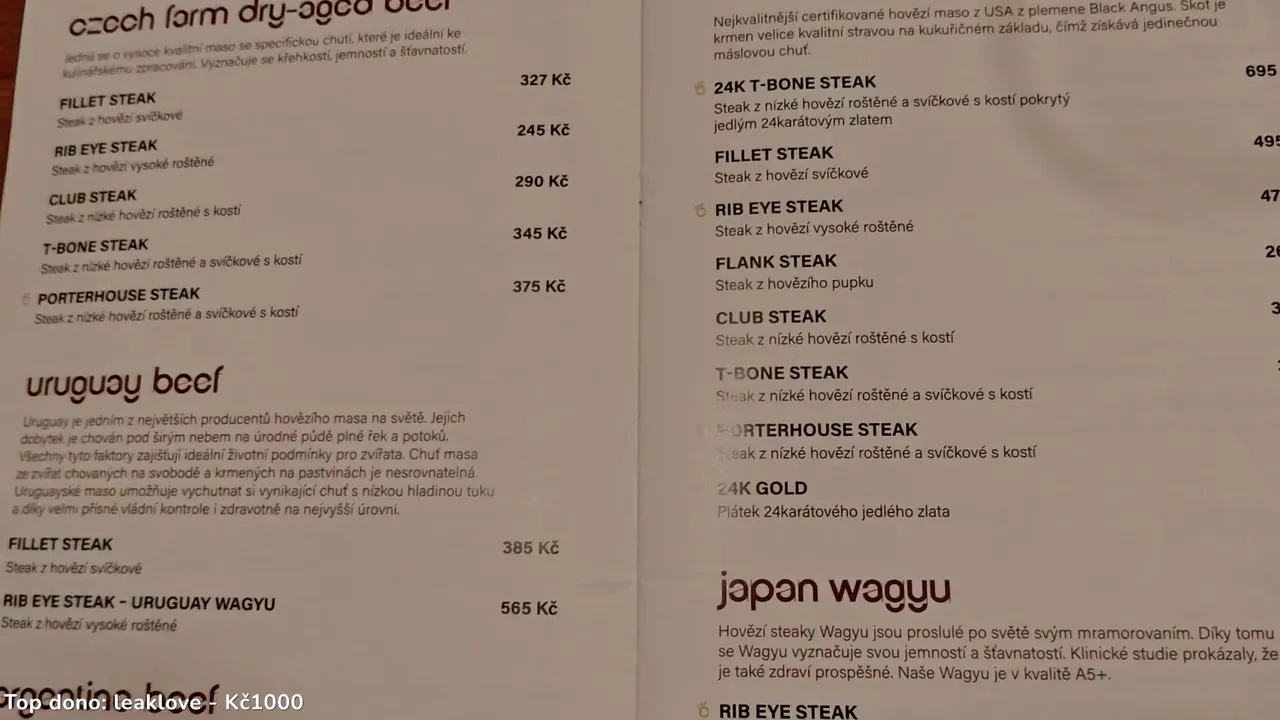 czech farm dry-aged beef
Jedná se o vysoce kvalitní maso se specifickou chutí, které je ideální ke
kulinářskému zpracování. Vyznačuje se křehkostí, jemností a šťavnatostí.
FILLET STEAK 327 Kč
Steak z hovězí svíčkové
RIB EYE STEAK 245 Kč
Steak z hovězí vysoké roštěné
CLUB STEAK 290 Kč
Steak z nízké hovězí roštěné s kostí
T-BONE STEAK 345 Kč
Steak z nízké hovězí roštěné a svíčkové s kostí
PORTERHOUSE STEAK 375 Kč
Steak z nízké hovězí roštěné a svíčkové s kostí
uruguay beef
Uruguay je jedním z největších producentů hovězího masa na světě. Jejich
dobytek je chován pod širým nebem na úrodné půdě plné řek a potoků.
Všechny tyto faktory zajišťují ideální životní podmínky pro zvířata. Chuť masa
ze zvířat chovaných na svobodě a krmených na pastvinách je nesrovnatelná.
Uruguayské maso umožňuje vychutnat si vynikající chuť s nízkou hladinou tuku
a díky velmi přísné vládní kontrole i zdravotně na nejvyšší úrovni.
FILLET STEAK 385 Kč
Steak z hovězí svíčkové
RIB EYE STEAK - URUGUAY WAGYU 565 Kč
Steak z hovězí vysoké roštěné
argentina beef
Top dono: leaklove - Kč1000
Nejkvalitnější certifikované hovězí maso z USA z plemene Black Angus. Skot je
krmen velice kvalitní stravou na kukuřičném základu, čímž získává jedinečnou
máslovou chuť.
24K T-BONE STEAK 695
Steak z nízké hovězí roštěné a svíčkové s kostí pokrytý
jedlým 24karátovým zlatem
FILLET STEAK 495
Steak z hovězí svíčkové
RIB EYE STEAK 47
Steak z hovězí vysoké roštěné
FLANK STEAK 26
Steak z hovězího pupku
CLUB STEAK 3
Steak z nízké hovězí roštěné s kostí
T-BONE STEAK
Steak z nízké hovězí roštěné a svíčkové s kostí
PORTERHOUSE STEAK
Steak z nízké hovězí roštěné a svíčkové s kostí
24K GOLD
Plátek 24karátového jedlého zlata
japan wagyu
Hovězí steaky Wagyu jsou proslulé po světě svým mramorovaním. Díky tomu
se Wagyu vyznačuje svou jemností a šťavnatostí. Klinické studie prokázaly, že
je také zdraví prospěšné. Naše Wagyu je v kvalitě A5+.
RIB EYE STEAK